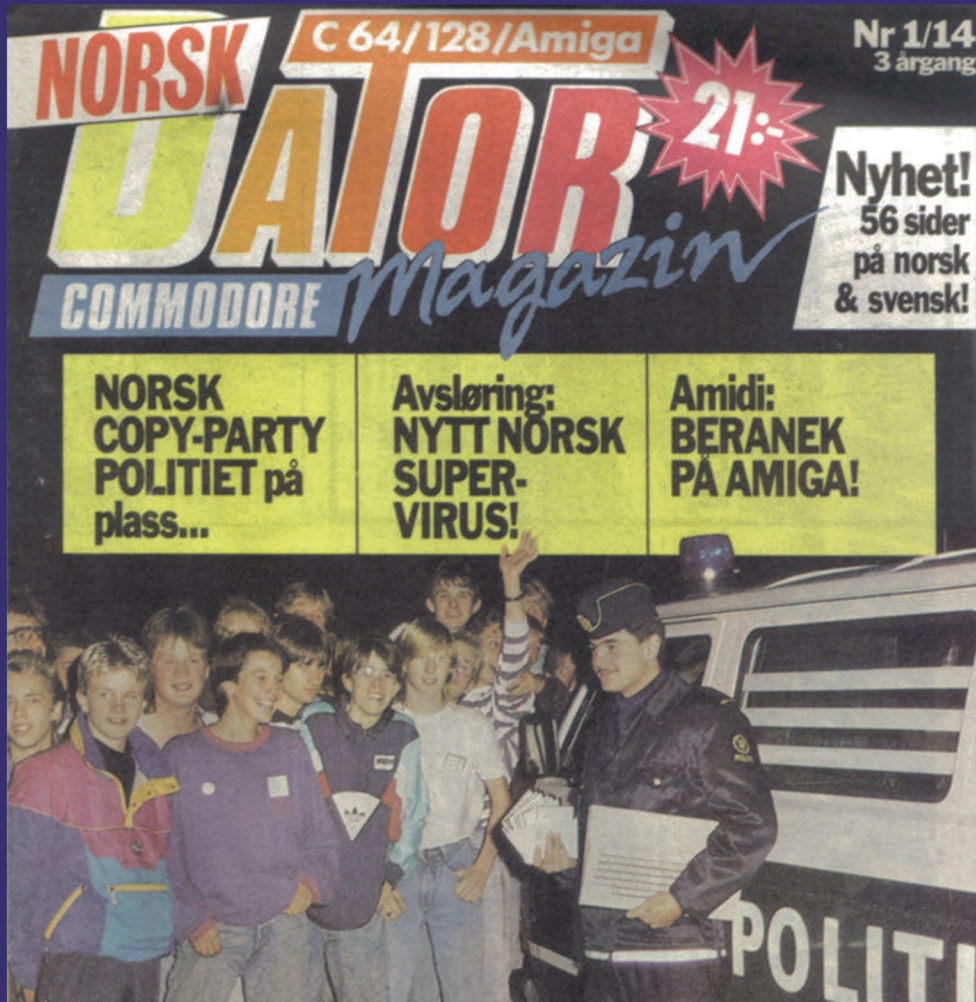 NORSK
C 64/128/Amiga
DATOR
21:-
Nr 1/14
3 årgang
COMMODORE
Magazin
Nyhet!
56 sider
på norsk
& svensk!
NORSK
COPY-PARTY
POLITIET på
plass...
Avsløring:
NYTT NORSK
SUPER-
VIRUS!
Amidi:
BERANEK
PÅ AMIGA!
POLITI